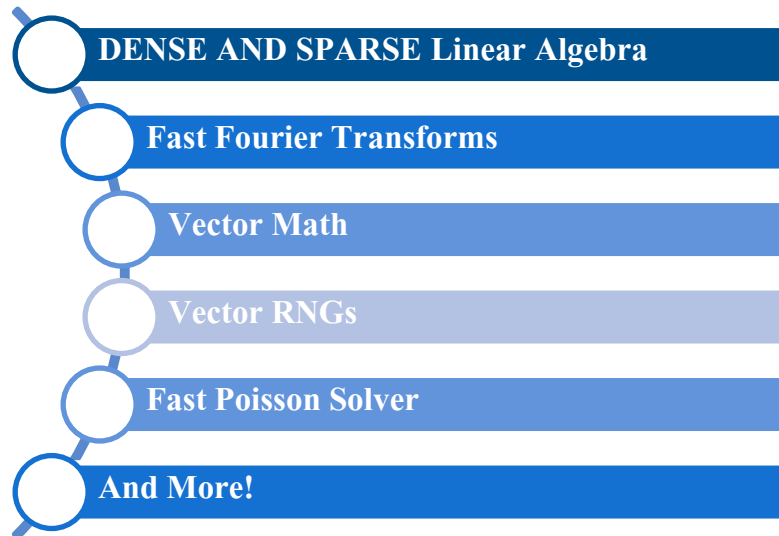 DENSE AND SPARSE Linear Algebra
Fast Fourier Transforms
Vector Math
Vector RNGs
Fast Poisson Solver
And More!